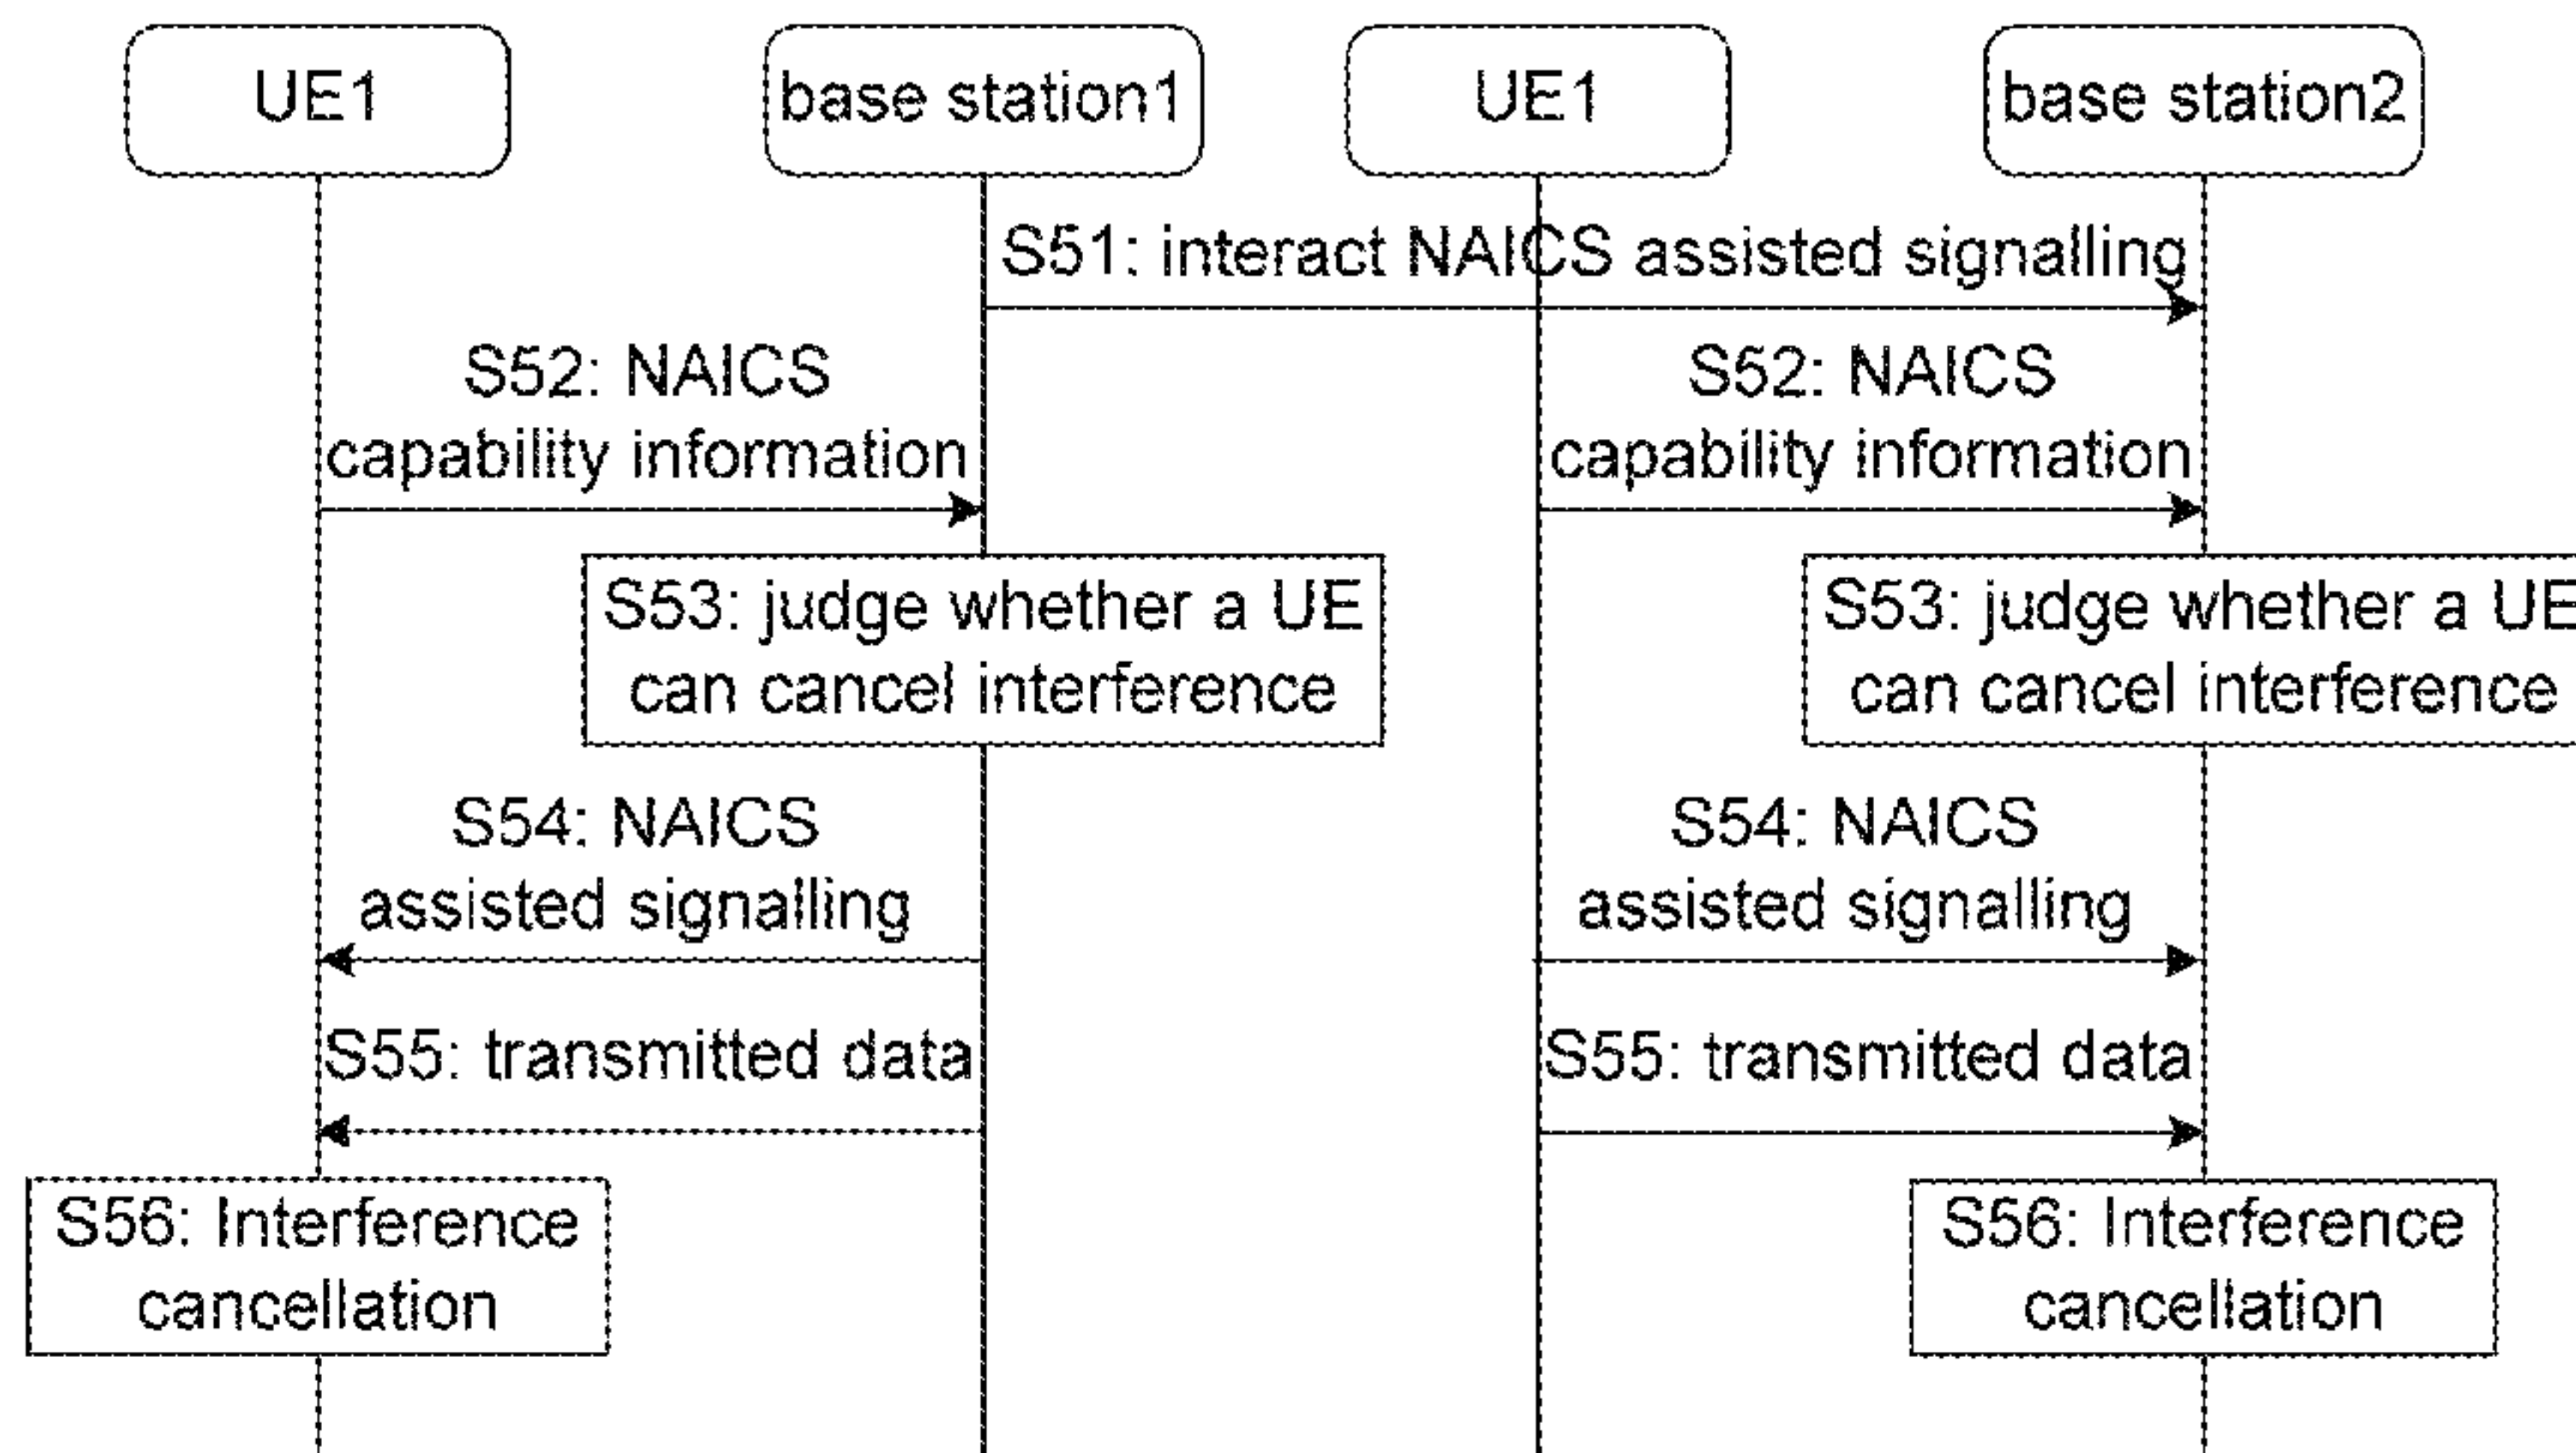 UE1
base station1
UE1
base station2
S51: interact NAICS assisted signalling
S52: NAICS
capability information
S52: NAICS
capability information
S53: judge whether a UE
can cancel interference
S53: judge whether a UE
can cancel interference
S54: NAICS
assisted signalling
S54: NAICS
assisted signalling
S55: transmitted data
S55: transmitted data
S56: Interference
cancellation
S56: Interference
cancellation